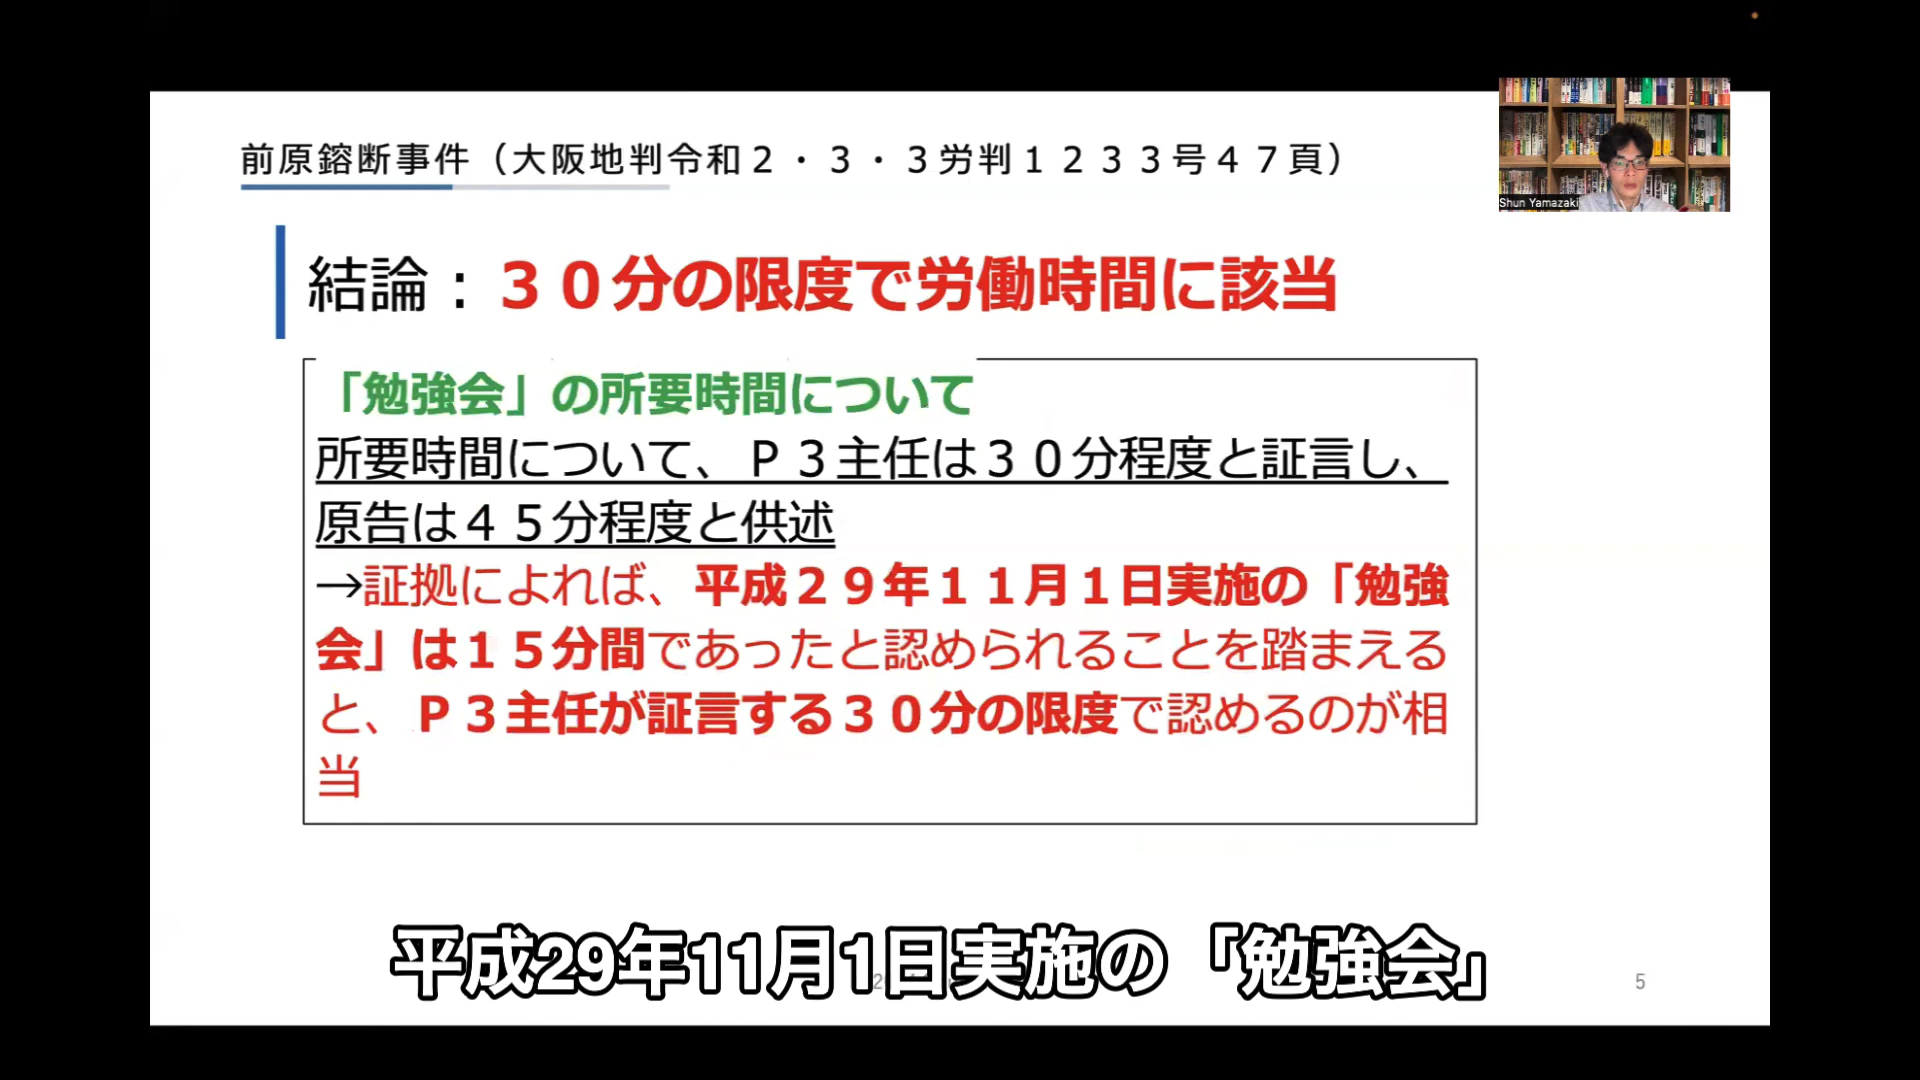 前原鎔断事件（大阪地判令和２・３・３労判１２３３号４７頁）
Shun Yamazaki
結論：３０分の限度で労働時間に該当
「勉強会」の所要時間について
所要時間について、Ｐ３主任は３０分程度と証言し、
原告は４５分程度と供述
→証拠によれば、平成２９年１１月１日実施の「勉強
会」は１５分間であったと認められることを踏まえる
と、Ｐ３主任が証言する３０分の限度で認めるのが相
当
平成29年11月1日実施の「勉強会」
5